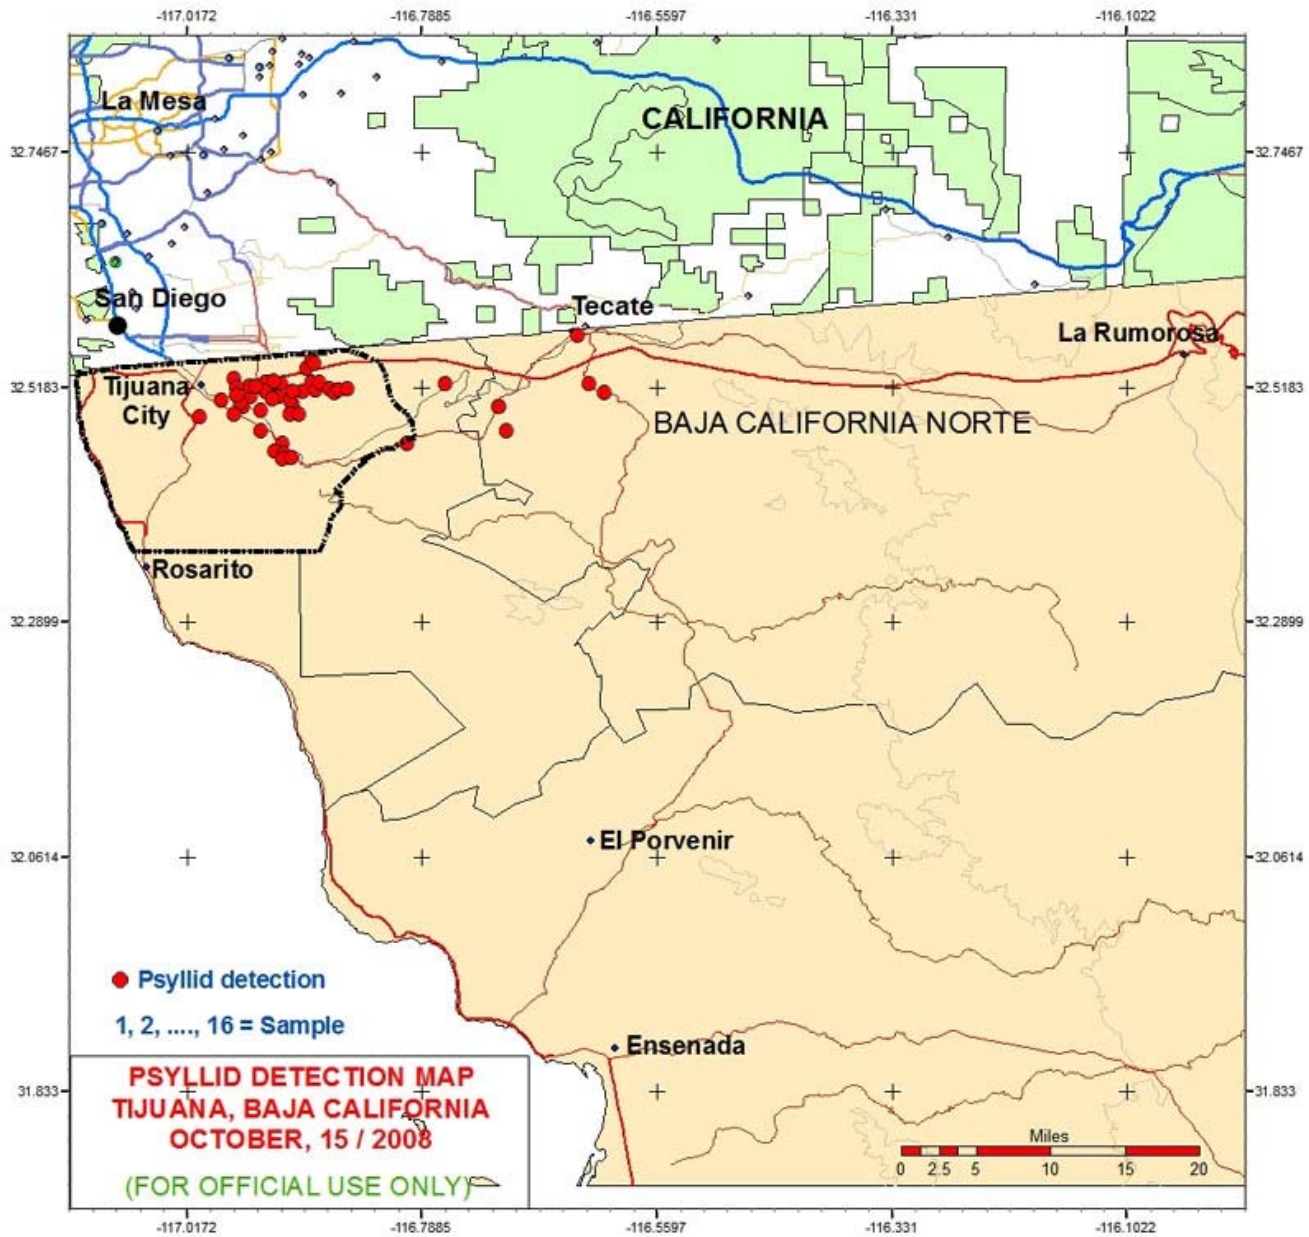 -117.0172 -116.7885 -116.5597 -116.331 -116.1022
La Mesa
CALIFORNIA
32.7467 32.7467
San Diego
Tecate
La Rumorosa
32.5183 32.5183
Tijuana
City
BAJA CALIFORNIA NORTE
Rosarito
32.2899 32.2899
El Porvenir
32.0614 32.0614
Psyllid detection
1, 2, ...., 16 = Sample
Ensenada
PSYLLID DETECTION MAP
TIJUANA, BAJA CALIFORNIA
OCTOBER, 15 / 2008
(FOR OFFICIAL USE ONLY)
31.833 31.833
Miles
0 2.5 5 10 15 20
-117.0172 -116.7885 -116.5597 -116.331 -116.1022